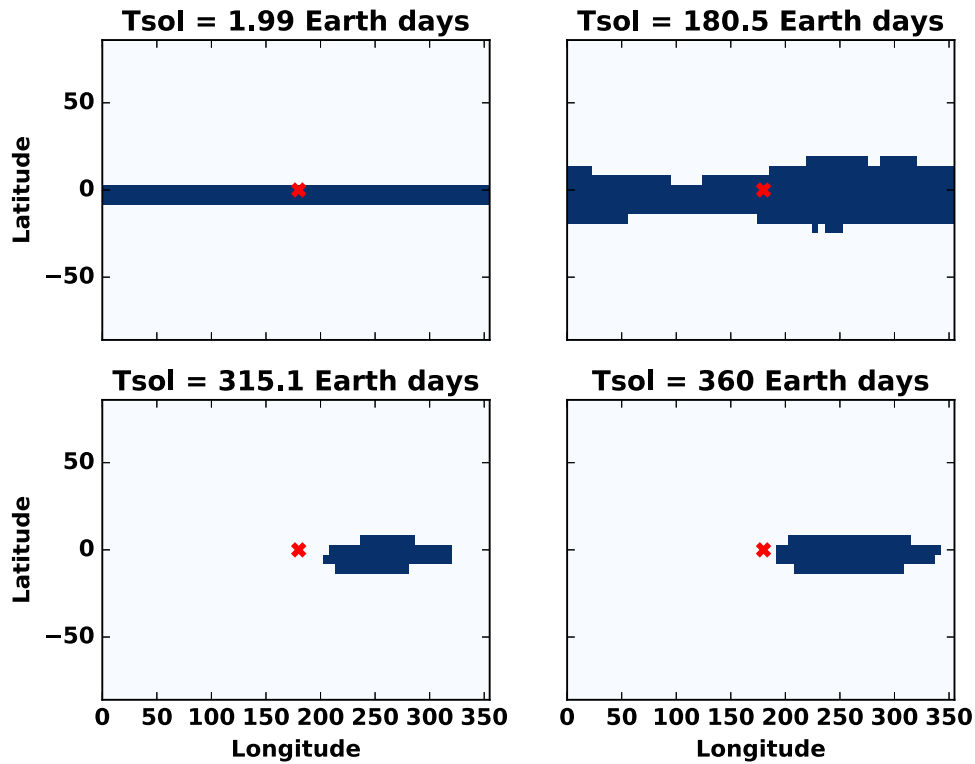 Tsol = 1.99 Earth days
Tsol = 180.5 Earth days
Latitude
50
0
−50
Tsol = 315.1 Earth days
Tsol = 360 Earth days
Latitude
50
0
−50
0 50 100 150 200 250 300 350
0 50 100 150 200 250 300 350
Longitude
Longitude